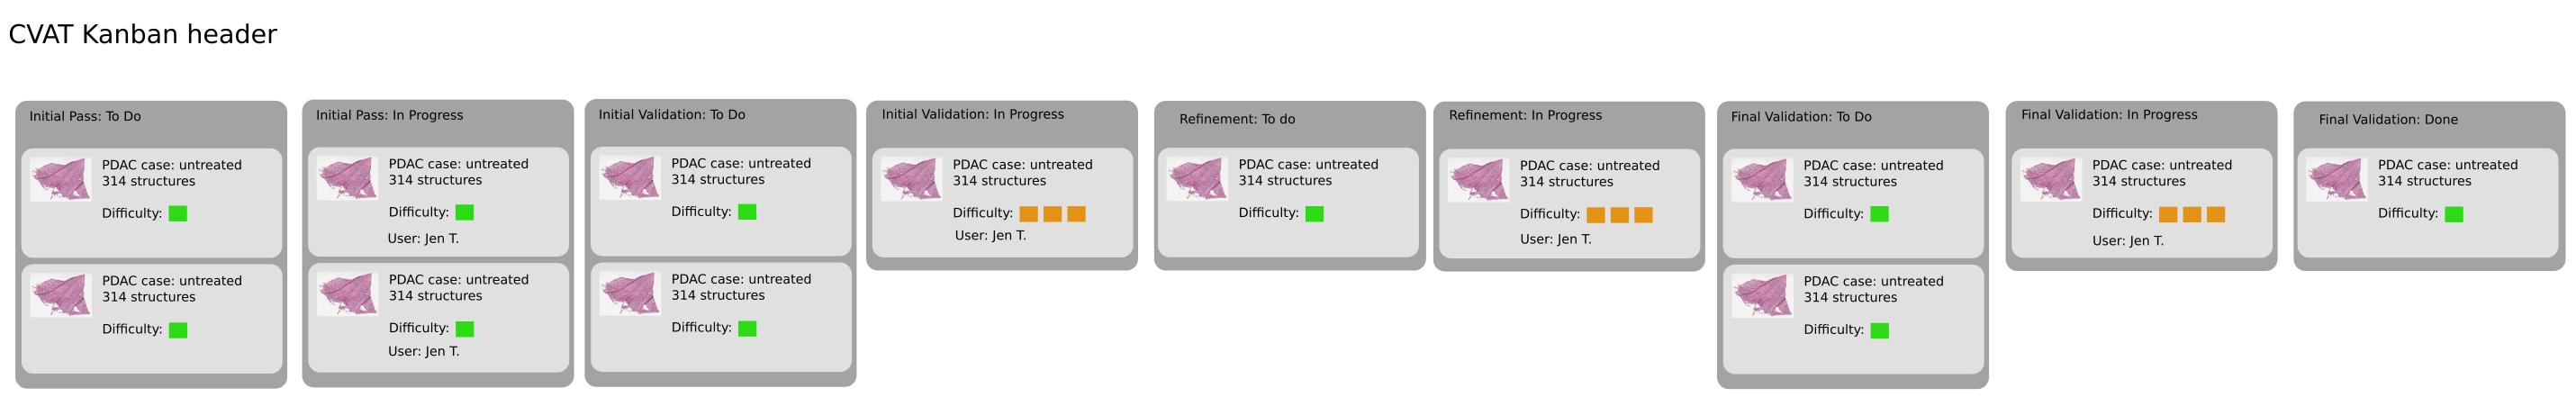 CVAT Kanban header
Initial Pass: To Do
PDAC case: untreated
314 structures
Difficulty:
PDAC case: untreated
314 structures
Difficulty:
Initial Pass: In Progress
PDAC case: untreated
314 structures
Difficulty:
User: Jen T.
PDAC case: untreated
314 structures
Difficulty:
User: Jen T.
Initial Validation: To Do
PDAC case: untreated
314 structures
Difficulty:
PDAC case: untreated
314 structures
Difficulty:
Initial Validation: In Progress
PDAC case: untreated
314 structures
Difficulty:
User: Jen T.
Refinement: To do
PDAC case: untreated
314 structures
Difficulty:
Refinement: In Progress
PDAC case: untreated
314 structures
Difficulty:
User: Jen T.
Final Validation: To Do
PDAC case: untreated
314 structures
Difficulty:
PDAC case: untreated
314 structures
Difficulty:
Final Validation: In Progress
PDAC case: untreated
314 structures
Difficulty:
User: Jen T.
Final Validation: Done
PDAC case: untreated
314 structures
Difficulty: